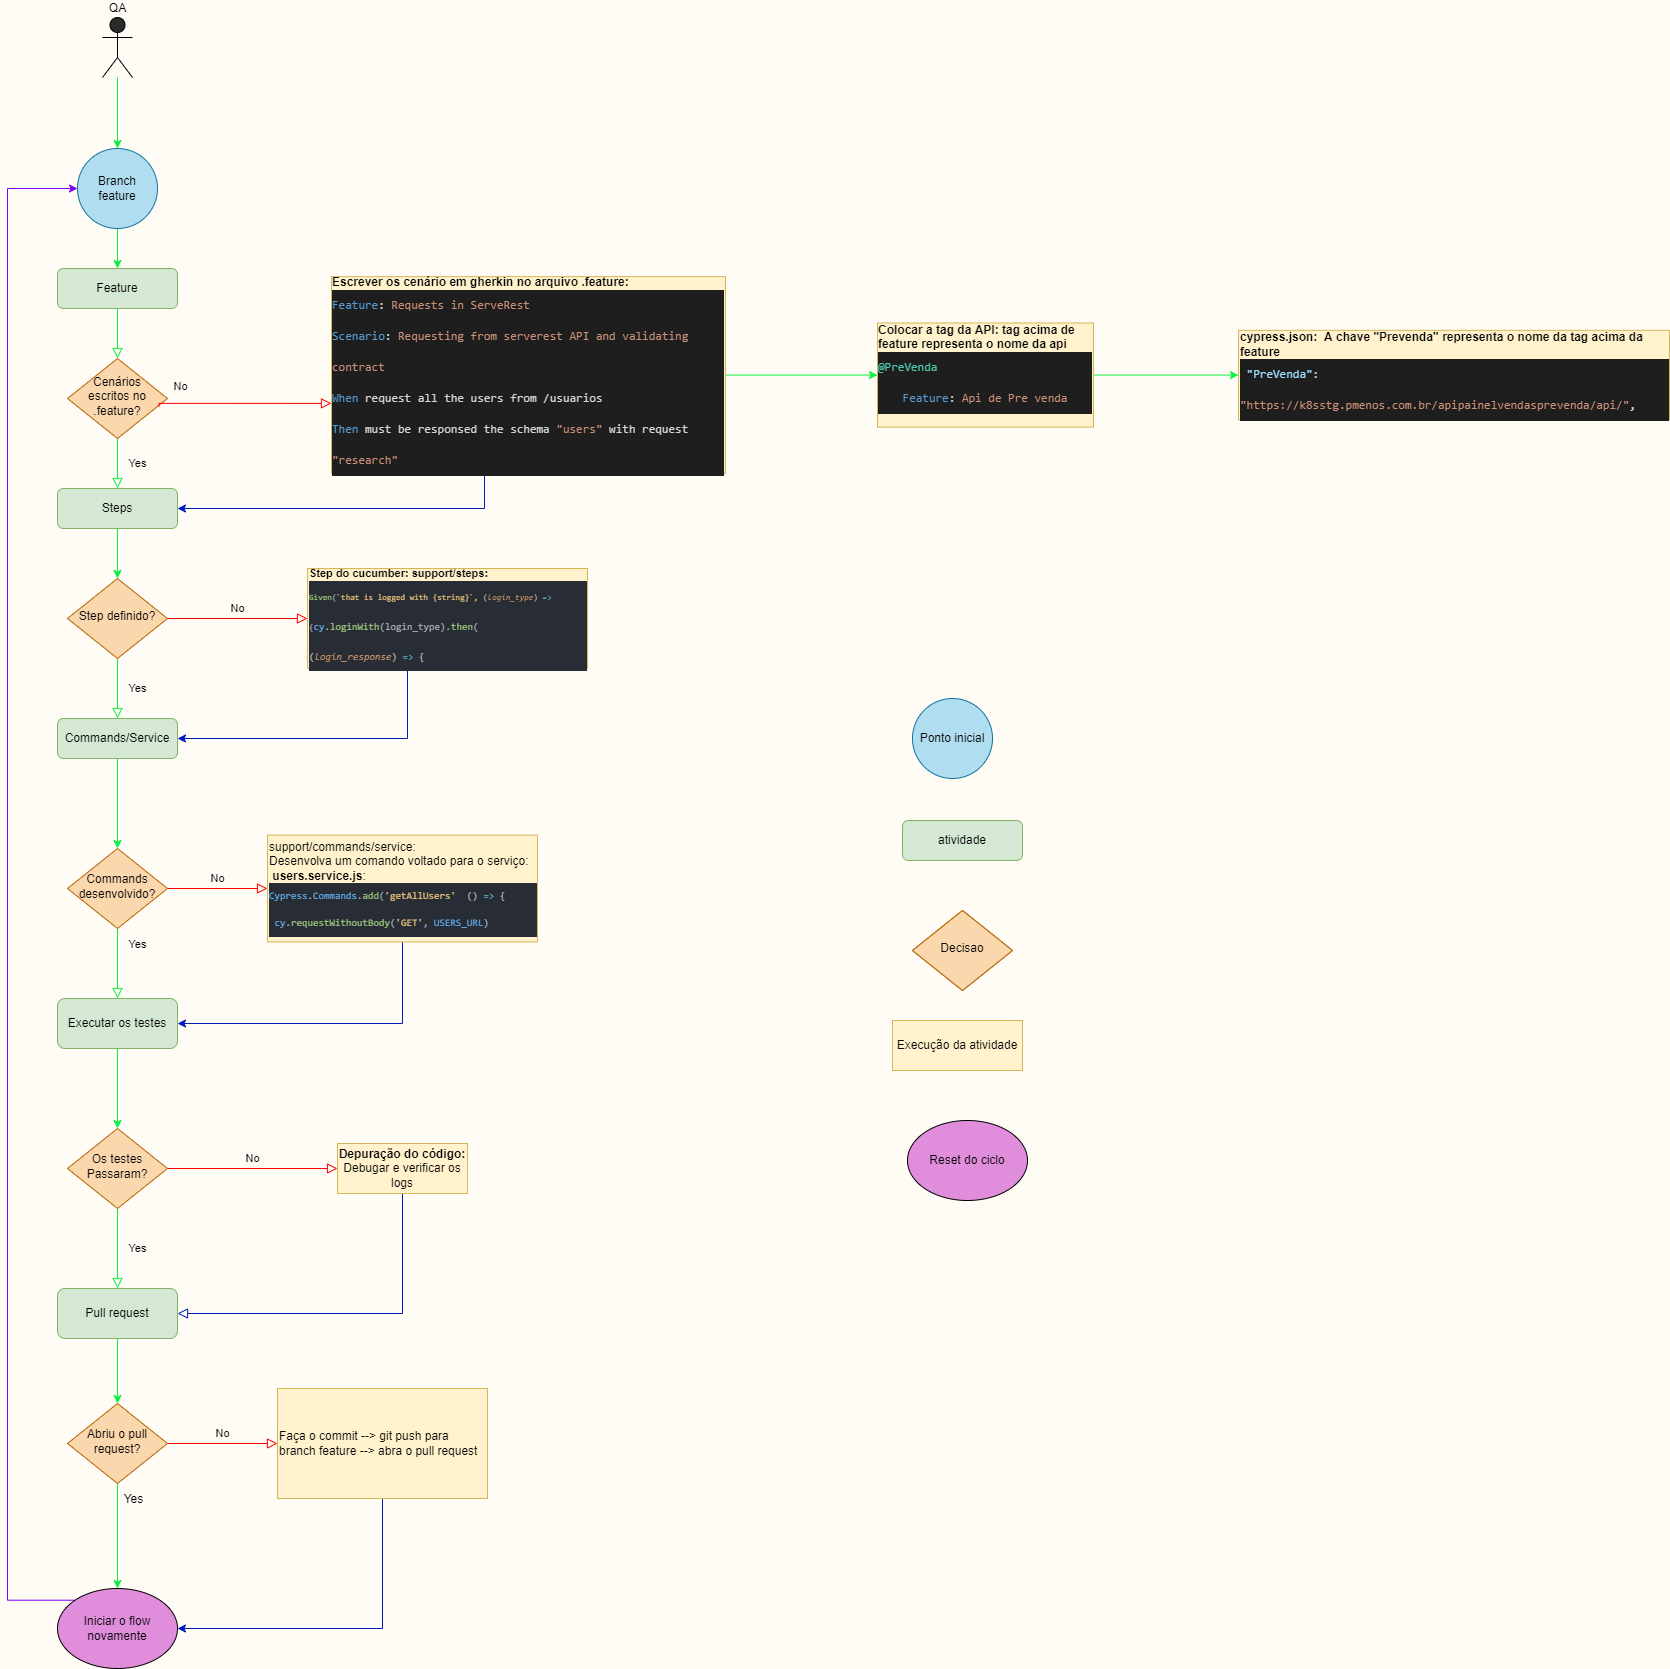 QA
Branch
feature
Feature
Cenários
escritos no
.feature?
No
Yes
Escrever os cenário em gherkin no arquivo .feature:
Feature: Requests in ServeRest
Scenario: Requesting from serverest API and validating
contract
When request all the users from /usuarios
Then must be responsed the schema "users" with request
"research"
Colocar a tag da API: tag acima de
feature representa o nome da api
@PreVenda
Feature: Api de Pre venda
cypress.json:  A chave "Prevenda" representa o nome da tag acima da
feature
"PreVenda":
"https://k8sstg.pmenos.com.br/apipainelvendasprevenda/api/",
Steps
Step definido?
No
Yes
Step do cucumber: support/steps:
Given(`that is logged with {string}`, (login_type) =>
{cy.loginWith(login_type).then(
(login_response) => {
Commands/Service
Commands
desenvolvido?
No
Yes
support/commands/service:
Desenvolva um comando voltado para o serviço:
users.service.js:
Cypress.Commands.add('getAllUsers'  () => {
cy.requestWithoutBody('GET', USERS_URL)
Executar os testes
Os testes
Passaram?
No
Yes
Depuração do código:
Debugar e verificar os
logs
Pull request
Abriu o pull
request?
No
Yes
Faça o commit --> git push para
branch feature --> abra o pull request
Iniciar o flow
novamente
Ponto inicial
atividade
Decisao
Execução da atividade
Reset do ciclo